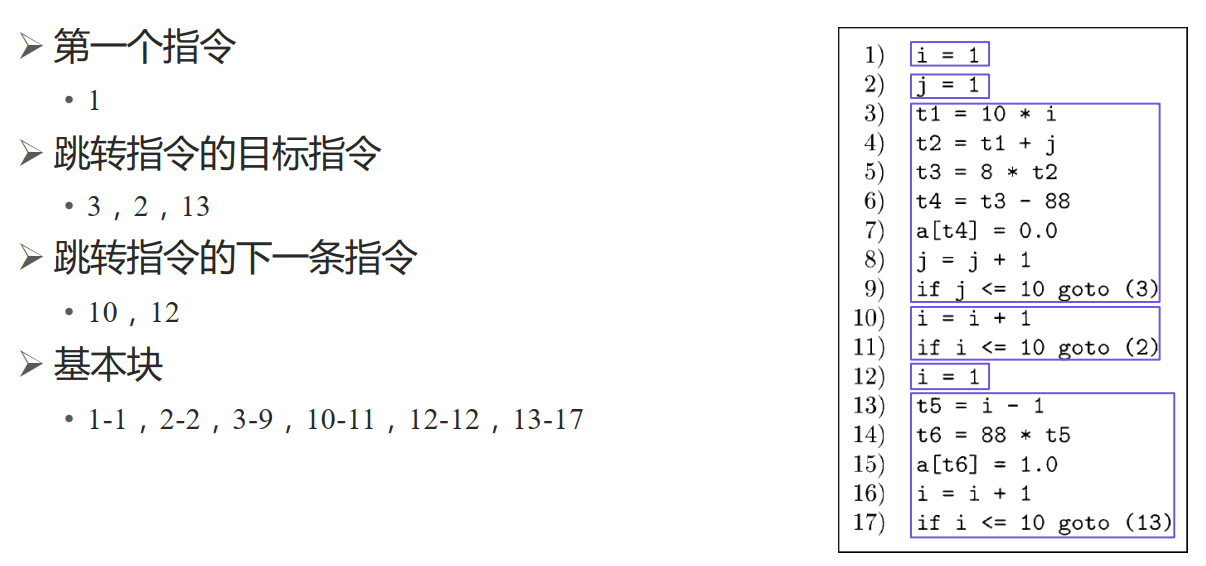 第一个指令
• 1
跳转指令的目标指令
• 3，2，13
跳转指令的下一条指令
• 10，12
基本块
• 1-1，2-2，3-9，10-11，12-12，13-17
1) i = 1
2) j = 1
3) t1 = 10 * i
4) t2 = t1 + j
5) t3 = 8 * t2
6) t4 = t3 - 88
7) a[t4] = 0.0
8) j = j + 1
9) if j <= 10 goto (3)
10) i = i + 1
11) if i <= 10 goto (2)
12) i = 1
13) t5 = i - 1
14) t6 = 88 * t5
15) a[t6] = 1.0
16) i = i + 1
17) if i <= 10 goto (13)